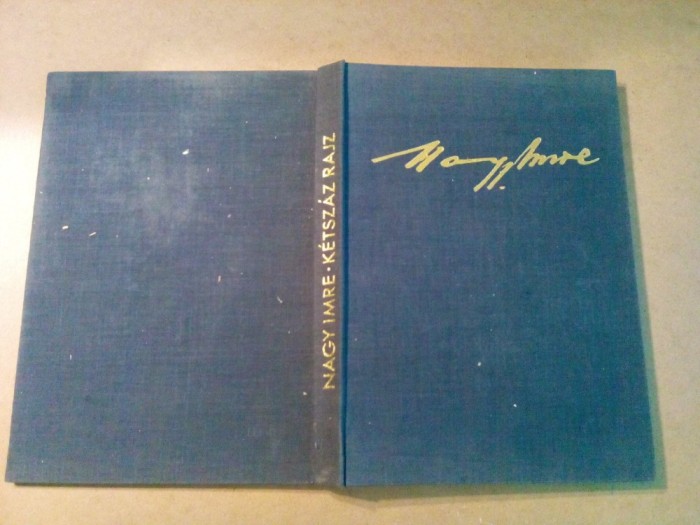 NAGY IMRE · KÉTSZÁZ RAJZ
Nagy Imre